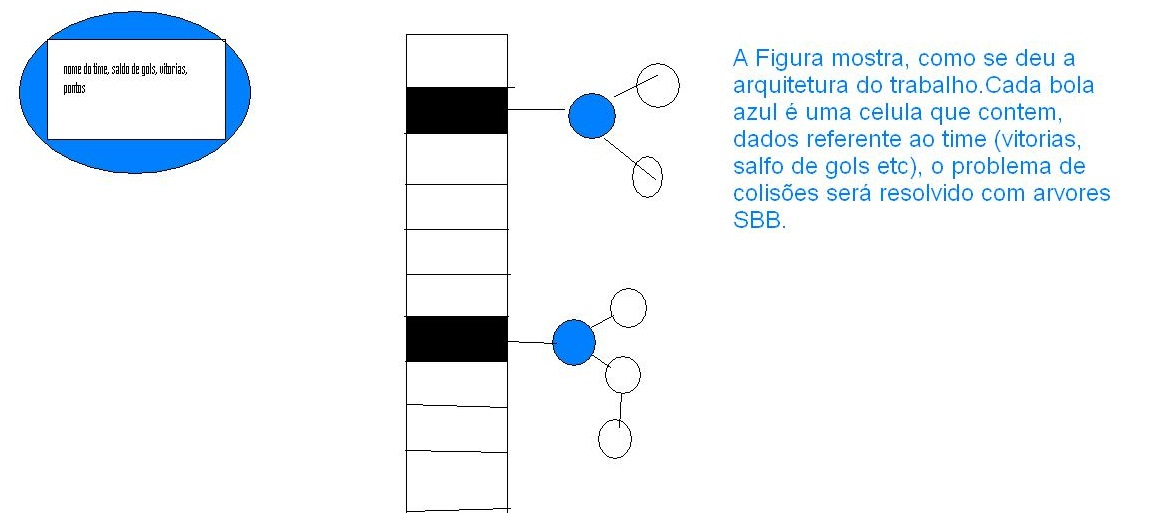 nome do time, saldo de gols, vitorias,
pontos
A Figura mostra, como se deu a
arquitetura do trabalho.Cada bola
azul é uma celula que contem,
dados referente ao time (vitorias,
salfo de gols etc), o problema de
colisões será resolvido com arvores
SBB.